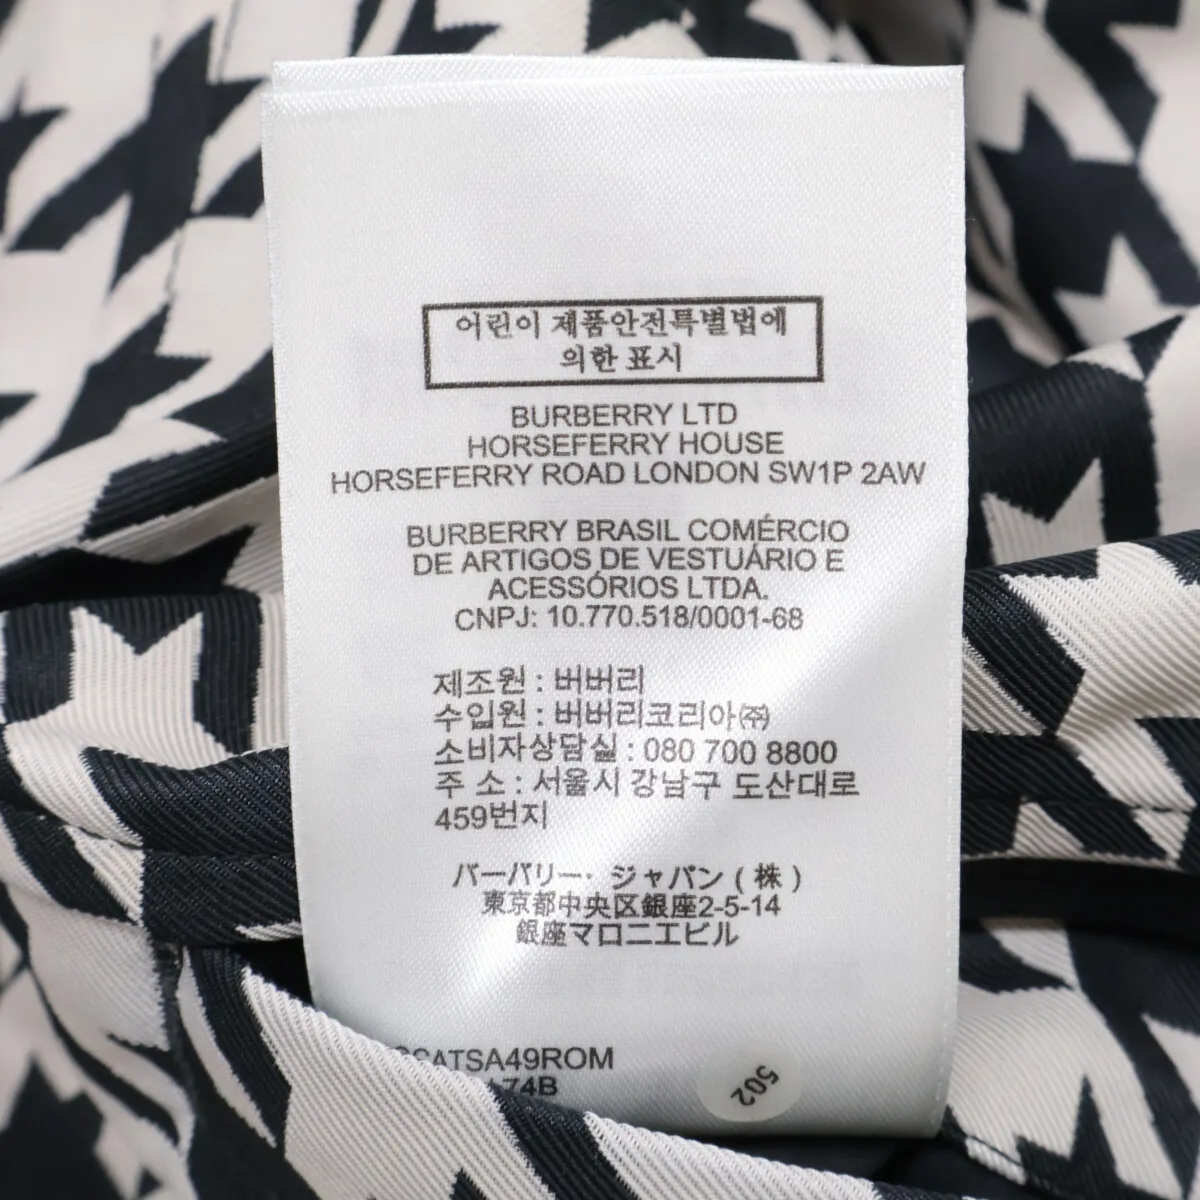 어린이 제품안전특별법에
의한 표시
BURBERRY LTD
HORSEFERRY HOUSE
HORSEFERRY ROAD LONDON SW1P 2AW
BURBERRY BRASIL COMÉRCIO
DE ARTIGOS DE VESTUÁRIO E
ACESSÓRIOS LTDA.
CNPJ: 10.770.518/0001-68
제조원 : 버버리
수입원 : 버버리코리아㈜
소비자상담실 : 080 700 8800
주 소 : 서울시 강남구 도산대로
459번지
バーバリー・ジャパン ( 株 )
東京都中央区銀座2-5-14
銀座マロニエビル
502